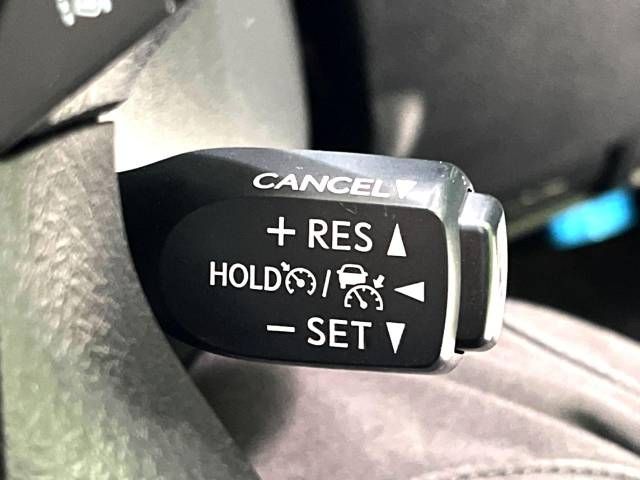 CANCEL▼
+ RES ▲
HOLD / ◀
− SET ▼